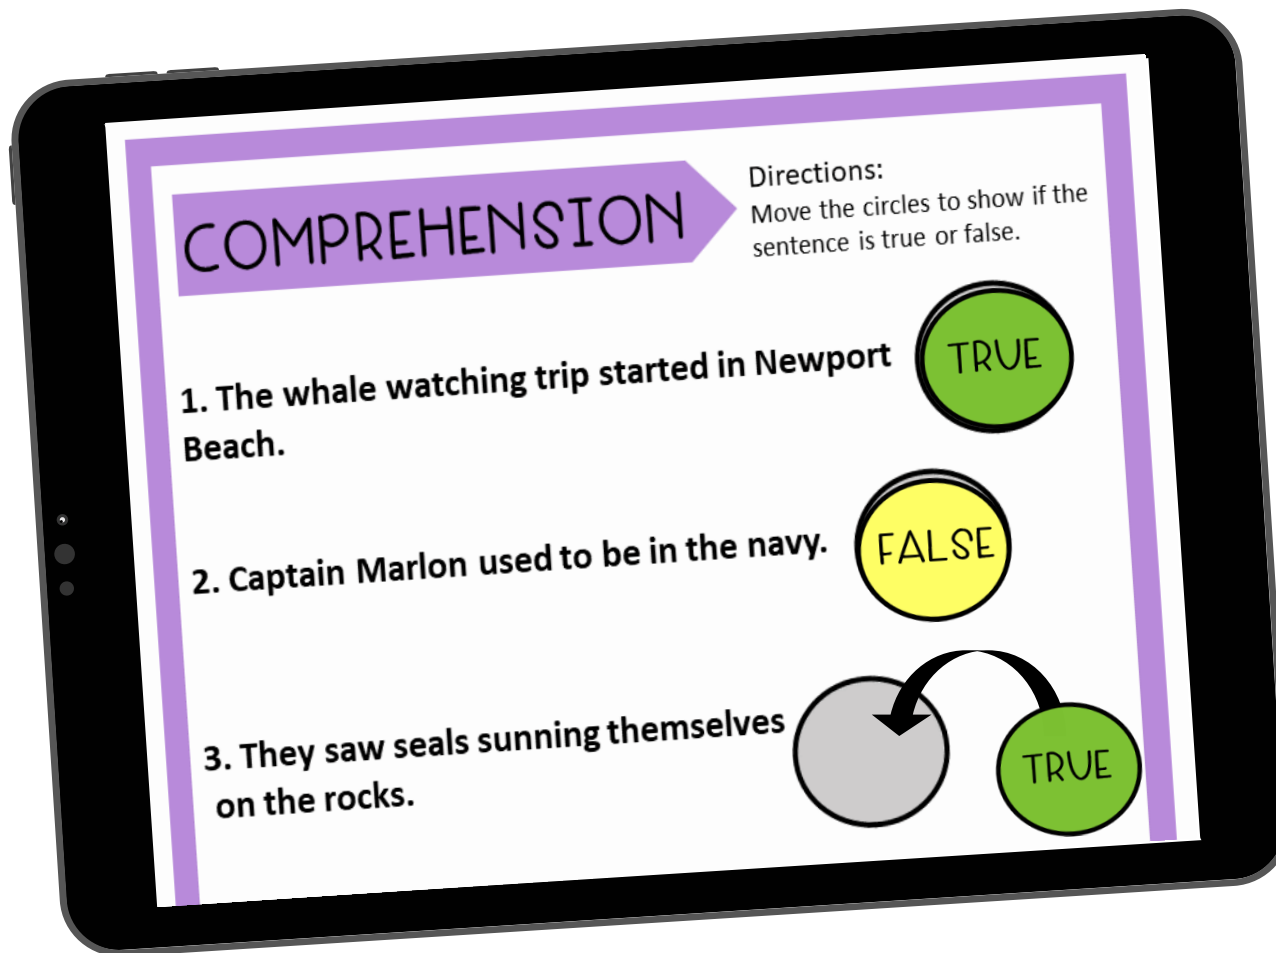 COMPREHENSION
Directions:
Move the circles to show if the
sentence is true or false.
1. The whale watching trip started in Newport
Beach.
TRUE
2. Captain Marlon used to be in the navy.
FALSE
3. They saw seals sunning themselves
on the rocks.
TRUE